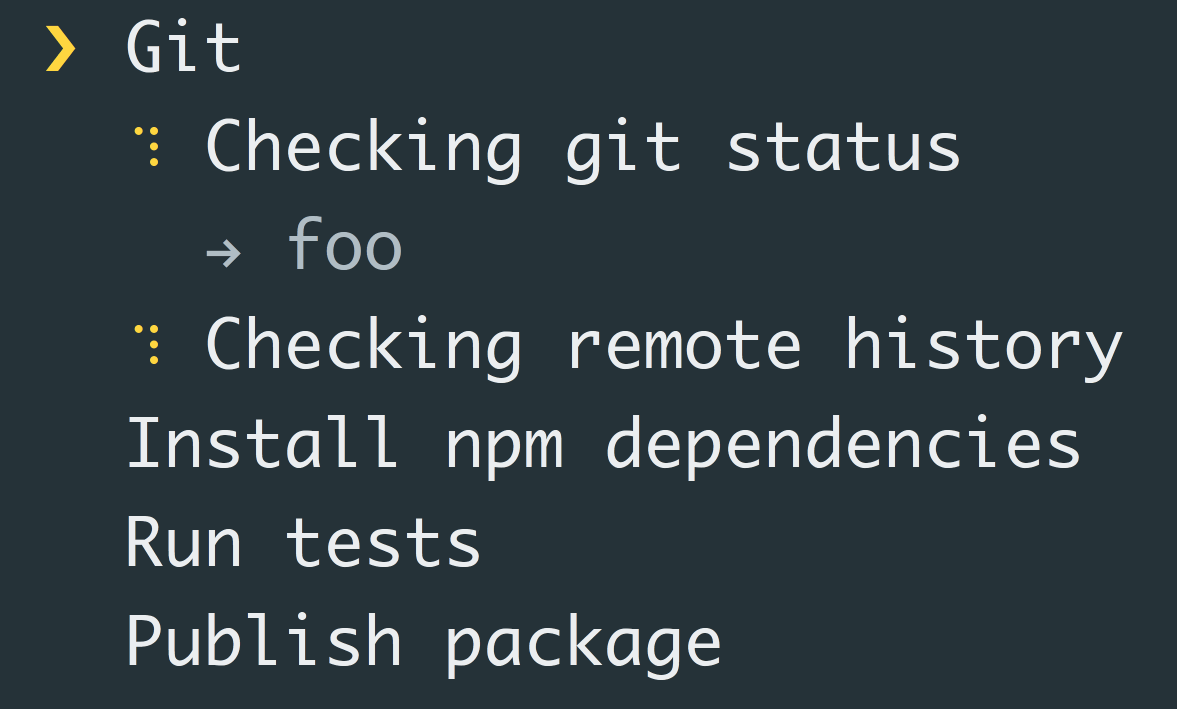 ❯ Git
⠹ Checking git status
→ foo
⠹ Checking remote history
Install npm dependencies
Run tests
Publish package